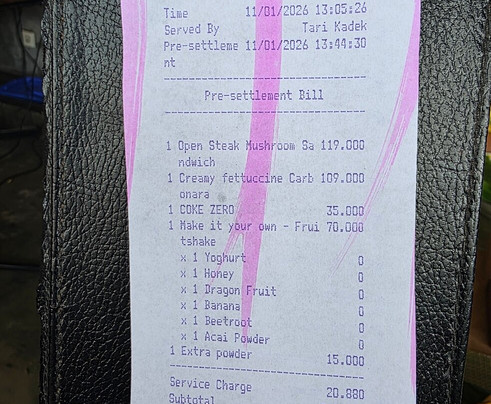 Time 11/01/2026 13:05:26
Served By Tari Kadek
Pre-settleme 11/01/2026 13:44:30
nt
Pre-settlement Bill
1 Open Steak Mushroom Sa 119.000
ndwich
1 Creamy fettuccine Carb 109.000
onara
1 COKE ZERO 35.000
1 Make it your own - Frui 70.000
tshake
x 1 Yoghurt 0
x 1 Honey 0
x 1 Dragon Fruit 0
x 1 Banana 0
x 1 Beetroot 0
x 1 Acai Powder 0
1 Extra powder 15.000
Service Charge 20.880
Subtotal